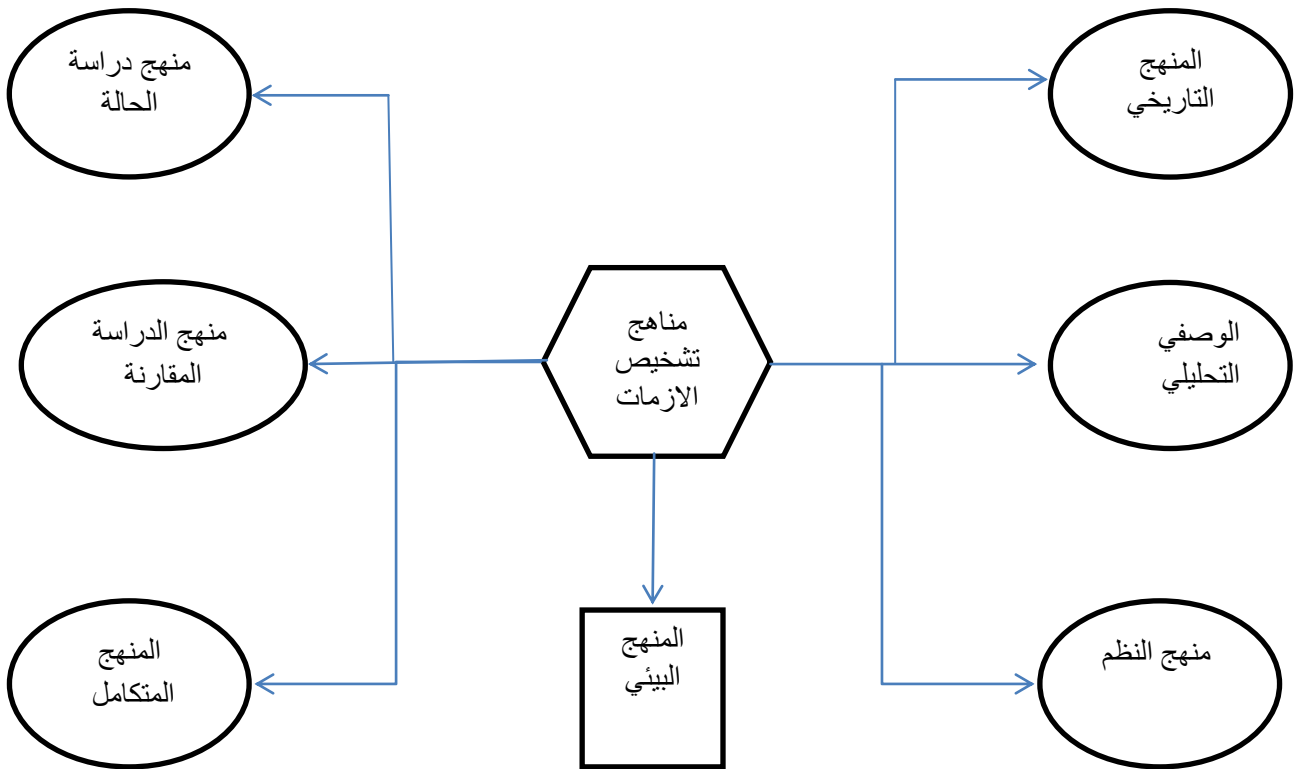 المنهج
التاريخي
منهج دراسة
الحالة
مناهج
تشخيص
الازمات
الوصفي
التحليلي
منهج الدراسة
المقارنة
منهج النظم
المنهج
البيئي
المنهج
المتكامل